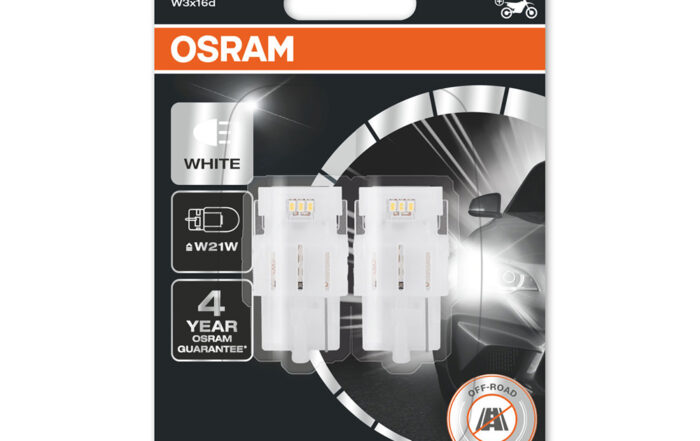 W3x16d
OSRAM
WHITE
W21W
4
YEAR
OSRAM
GUARANTEE*
OFF-ROAD